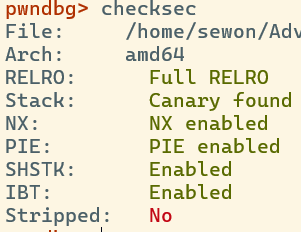 pwndbg> checksec
File: /home/sewon/Adv
Arch: amd64
RELRO: Full RELRO
Stack: Canary found
NX: NX enabled
PIE: PIE enabled
SHSTK: Enabled
IBT: Enabled
Stripped: No